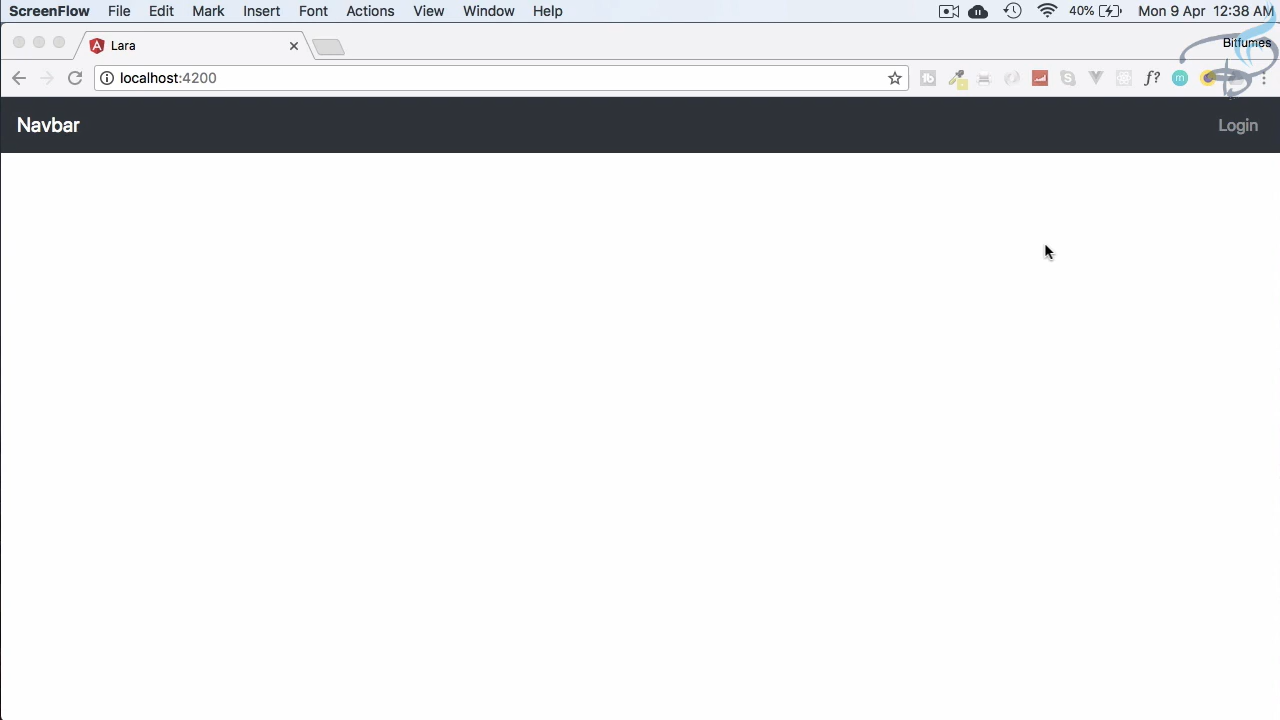 ScreenFlow File Edit Mark Insert Font Actions View Window Help 40% Mon 9 Apr 12:38 AM
Lara
Bitfumes
localhost:4200
f?
m
Navbar
Login